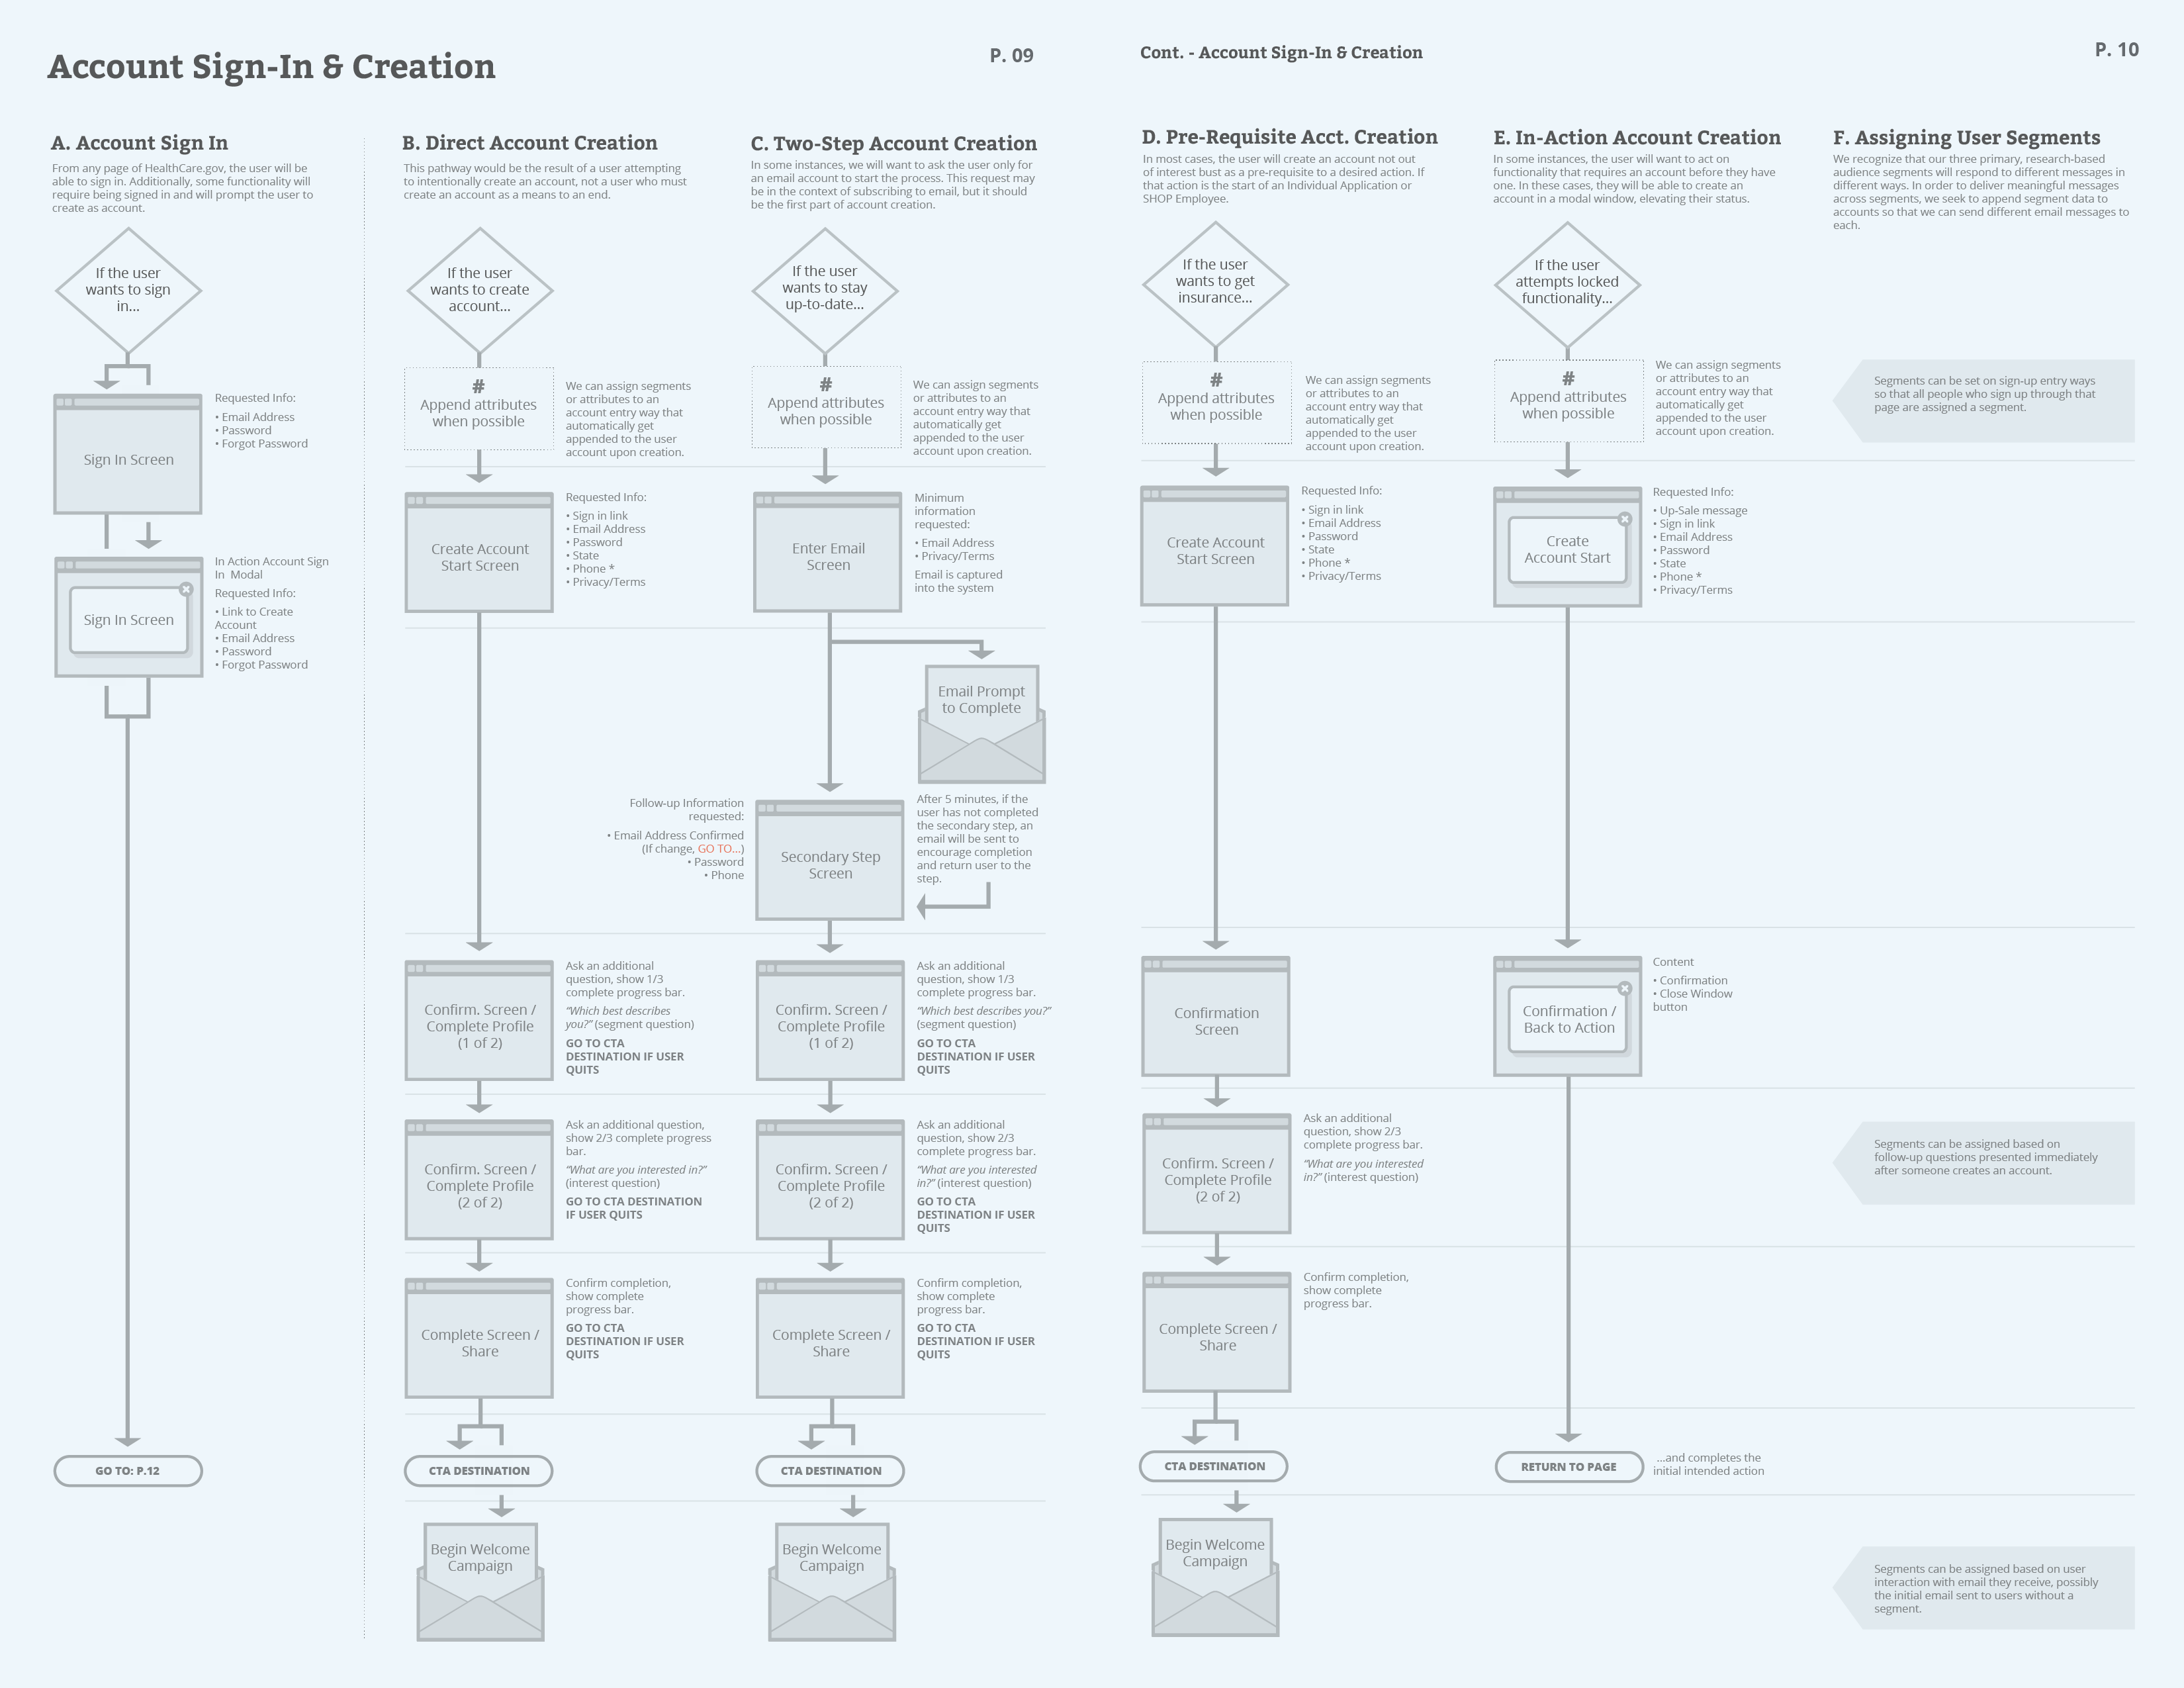 Account Sign-In & Creation
P. 09
A. Account Sign In
From any page of HealthCare.gov, the user will be
able to sign in. Additionally, some functionality will
require being signed in and will prompt the user to
create as account.
If the user
wants to sign
in...
Sign In Screen
Requested Info:
• Email Address
• Password
• Forgot Password
Sign In Screen
In Action Account Sign
In Modal
Requested Info:
• Link to Create
Account
• Email Address
• Password
• Forgot Password
GO TO: P.12
B. Direct Account Creation
This pathway would be the result of a user attempting
to intentionally create an account, not a user who must
create an account as a means to an end.
If the user
wants to create
account...
#
Append attributes
when possible
We can assign segments
or attributes to an
account entry way that
automatically get
appended to the user
account upon creation.
Create Account
Start Screen
Requested Info:
• Sign in link
• Email Address
• Password
• State
• Phone *
• Privacy/Terms
Confirm. Screen /
Complete Profile
(1 of 2)
Ask an additional
question, show 1/3
complete progress bar.
“Which best describes
you?” (segment question)
GO TO CTA
DESTINATION IF USER
QUITS
Confirm. Screen /
Complete Profile
(2 of 2)
Ask an additional question,
show 2/3 complete progress
bar.
“What are you interested in?”
(interest question)
GO TO CTA DESTINATION
IF USER QUITS
Complete Screen /
Share
Confirm completion,
show complete
progress bar.
GO TO CTA
DESTINATION IF USER
QUITS
CTA DESTINATION
Begin Welcome
Campaign
C. Two-Step Account Creation
In some instances, we will want to ask the user only for
an email account to start the process. This request may
be in the context of subscribing to email, but it should
be the first part of account creation.
If the user
wants to stay
up-to-date...
#
Append attributes
when possible
We can assign segments
or attributes to an
account entry way that
automatically get
appended to the user
account upon creation.
Enter Email
Screen
Minimum
information
requested:
• Email Address
• Privacy/Terms
Email is captured
into the system
Email Prompt
to Complete
After 5 minutes, if the
user has not completed
the secondary step, an
email will be sent to
encourage completion
and return user to the
step.
Follow-up Information
requested:
• Email Address Confirmed
(If change, GO TO...)
• Password
• Phone
Secondary Step
Screen
Confirm. Screen /
Complete Profile
(1 of 2)
Ask an additional
question, show 1/3
complete progress bar.
“Which best describes you?”
(segment question)
GO TO CTA
DESTINATION IF USER
QUITS
Confirm. Screen /
Complete Profile
(2 of 2)
Ask an additional
question, show 2/3
complete progress bar.
“What are you interested
in?” (interest question)
GO TO CTA
DESTINATION IF USER
QUITS
Complete Screen /
Share
Confirm completion,
show complete
progress bar.
GO TO CTA
DESTINATION IF USER
QUITS
CTA DESTINATION
Begin Welcome
Campaign
Cont. - Account Sign-In & Creation
P. 10
D. Pre-Requisite Acct. Creation
In most cases, the user will create an account not out
of interest bust as a pre-requisite to a desired action. If
that action is the start of an Individual Application or
SHOP Employee.
If the user
wants to get
insurance...
#
Append attributes
when possible
We can assign segments
or attributes to an
account entry way that
automatically get
appended to the user
account upon creation.
Create Account
Start Screen
Requested Info:
• Sign in link
• Email Address
• Password
• State
• Phone *
• Privacy/Terms
Confirmation
Screen
Confirm. Screen /
Complete Profile
(2 of 2)
Ask an additional
question, show 2/3
complete progress bar.
“What are you interested
in?” (interest question)
Complete Screen /
Share
Confirm completion,
show complete
progress bar.
CTA DESTINATION
Begin Welcome
Campaign
E. In-Action Account Creation
In some instances, the user will want to act on
functionality that requires an account before they have
one. In these cases, they will be able to create an
account in a modal window, elevating their status.
If the user
attempts locked
functionality...
#
Append attributes
when possible
We can assign segments
or attributes to an
account entry way that
automatically get
appended to the user
account upon creation.
Create
Account Start
Requested Info:
• Up-Sale message
• Sign in link
• Email Address
• Password
• State
• Phone *
• Privacy/Terms
Confirmation /
Back to Action
Content
• Confirmation
• Close Window
button
RETURN TO PAGE
...and completes the
initial intended action
F. Assigning User Segments
We recognize that our three primary, research-based
audience segments will respond to different messages in
different ways. In order to deliver meaningful messages
across segments, we seek to append segment data to
accounts so that we can send different email messages to
each.
Segments can be set on sign-up entry ways
so that all people who sign up through that
page are assigned a segment.
Segments can be assigned based on
follow-up questions presented immediately
after someone creates an account.
Segments can be assigned based on user
interaction with email they receive, possibly
the initial email sent to users without a
segment.